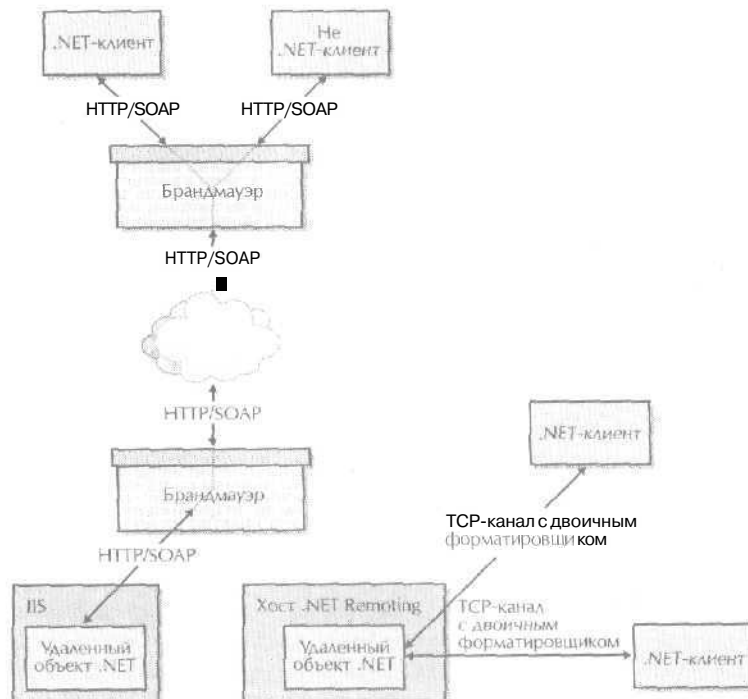 .NET-клиент
Не
.NET-клиент
HTTP/SOAP
HTTP/SOAP
Брандмауэр
HTTP/SOAP
HTTP/SOAP
.NET-клиент
Брандмауэр
TCP-канал с двоичным
форматировщиком
HTTP/SOAP
IIS
Удаленный
объект .NET
Хост .NET Remoting
Удаленный
объект .NET
TCP-канал
с двоичным
форматировщиком
.NET-клиент